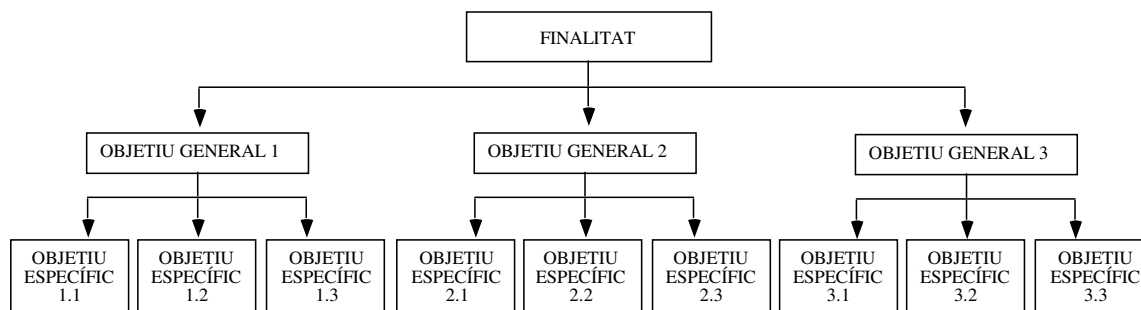 FINALITAT
OBJETIU GENERAL 1
OBJETIU GENERAL 2
OBJETIU GENERAL 3
OBJETIU
ESPECÍFIC
1.1
OBJETIU
ESPECÍFIC
1.2
OBJETIU
ESPECÍFIC
1.3
OBJETIU
ESPECÍFIC
2.1
OBJETIU
ESPECÍFIC
2.2
OBJETIU
ESPECÍFIC
2.3
OBJETIU
ESPECÍFIC
3.1
OBJETIU
ESPECÍFIC
3.2
OBJETIU
ESPECÍFIC
3.3